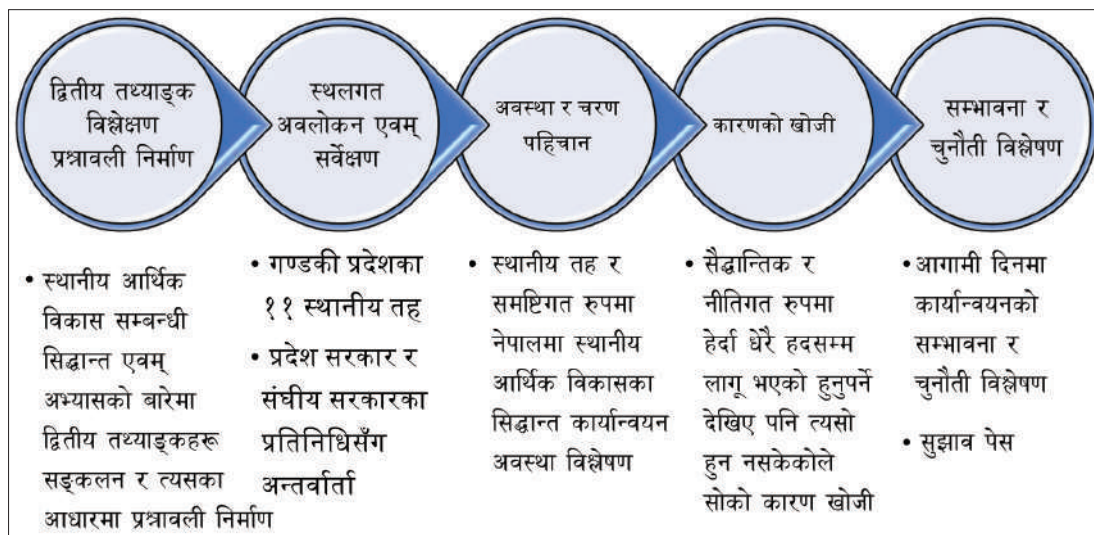 द्वितीय तथ्याङ्क
विश्लेक्षण
प्रश्नावली निर्माण
स्थलगत
अवलोकन एवम्
सर्वेक्षण
अवस्था र चरण
पहिचान
कारणको खोजी
सम्भावना र
चुनौती विश्लेषण
• स्थानीय आर्थिक
विकास सम्बन्धी
सिद्धान्त एवम्
अभ्यासको बारेमा
द्वितीय तथ्याङ्कहरू
सङ्कलन र त्यसका
आधारमा प्रश्नावली निर्माण
• गण्डकी प्रदेशका
११ स्थानीय तह
• प्रदेश सरकार र
संघीय सरकारका
प्रतिनिधिसँग
अन्तर्वार्ता
• स्थानीय तह र
समष्टिगत रुपमा
नेपालमा स्थानीय
आर्थिक विकासका
सिद्धान्त कार्यान्वयन
अवस्था विश्लेषण
• सैद्धान्तिक र
नीतिगत रुपमा
हेर्दा धेरै हदसम्म
लागू भएको हुनुपर्ने
देखिए पनि त्यसो
हुन नसकेकोले
सोको कारण खोजी
• आगामी दिनमा
कार्यान्वयनको
सम्भावना र
चुनौती विश्लेषण
• सुझाव पेस